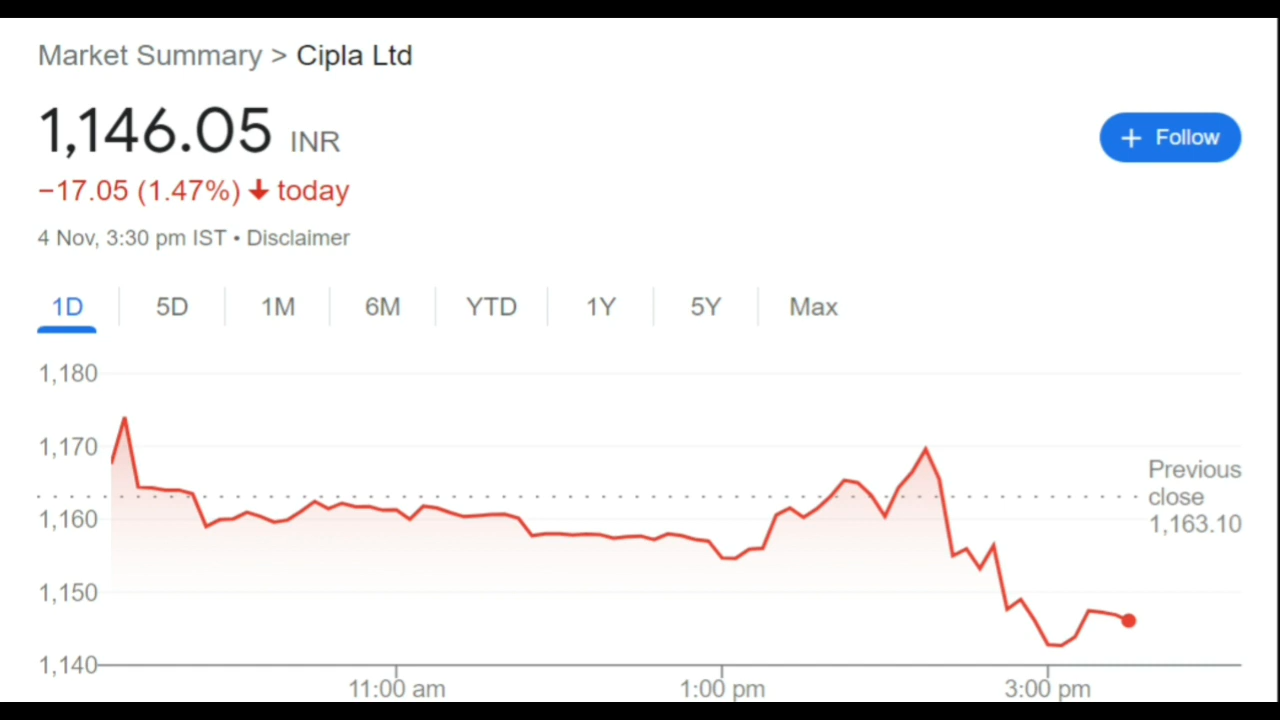 Market Summary > Cipla Ltd
1,146.05 INR
+ Follow
−17.05 (1.47%) ↓ today
4 Nov, 3:30 pm IST • Disclaimer
1D 5D 1M 6M YTD 1Y 5Y Max
1,180
1,170
1,160
1,150
1,140
Previous
close
1,163.10
11:00 am 1:00 pm 3:00 pm